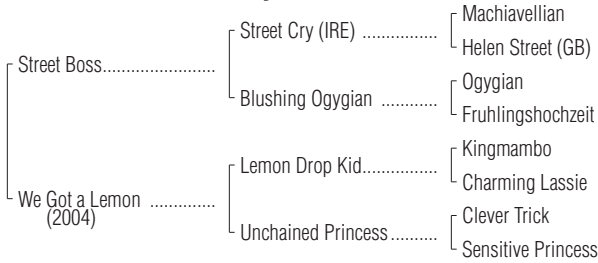 Machiavellian
Street Cry (IRE) ................
Helen Street (GB)
Street Boss........................
Ogygian
Blushing Ogygian ............
Fruhlingshochzeit
Kingmambo
Lemon Drop Kid................
Charming Lassie
We Got a Lemon ..............
(2004)
Clever Trick
Unchained Princess..........
Sensitive Princess